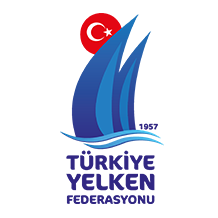 1957
TÜRKİYE
YELKEN
FEDERASYONU